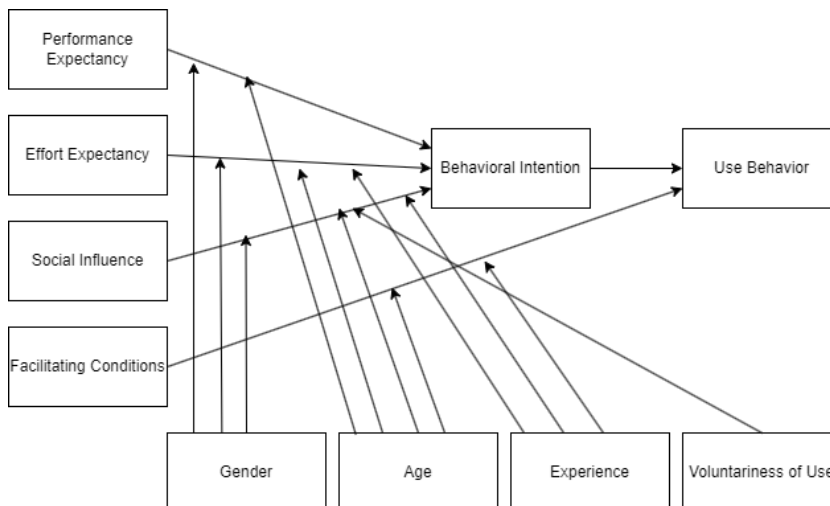 Performance
Expectancy
Effort Expectancy
Behavioral Intention
Use Behavior
Social Influence
Facilitating Conditions
Gender
Age
Experience
Voluntariness of Use